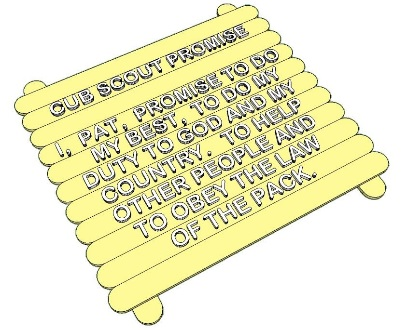 CUB SCOUT PROMISE
I, PAT, PROMISE TO DO
MY BEST, TO DO MY
DUTY TO GOD AND MY
COUNTRY, TO HELP
OTHER PEOPLE AND
TO OBEY THE LAW
OF THE PACK.